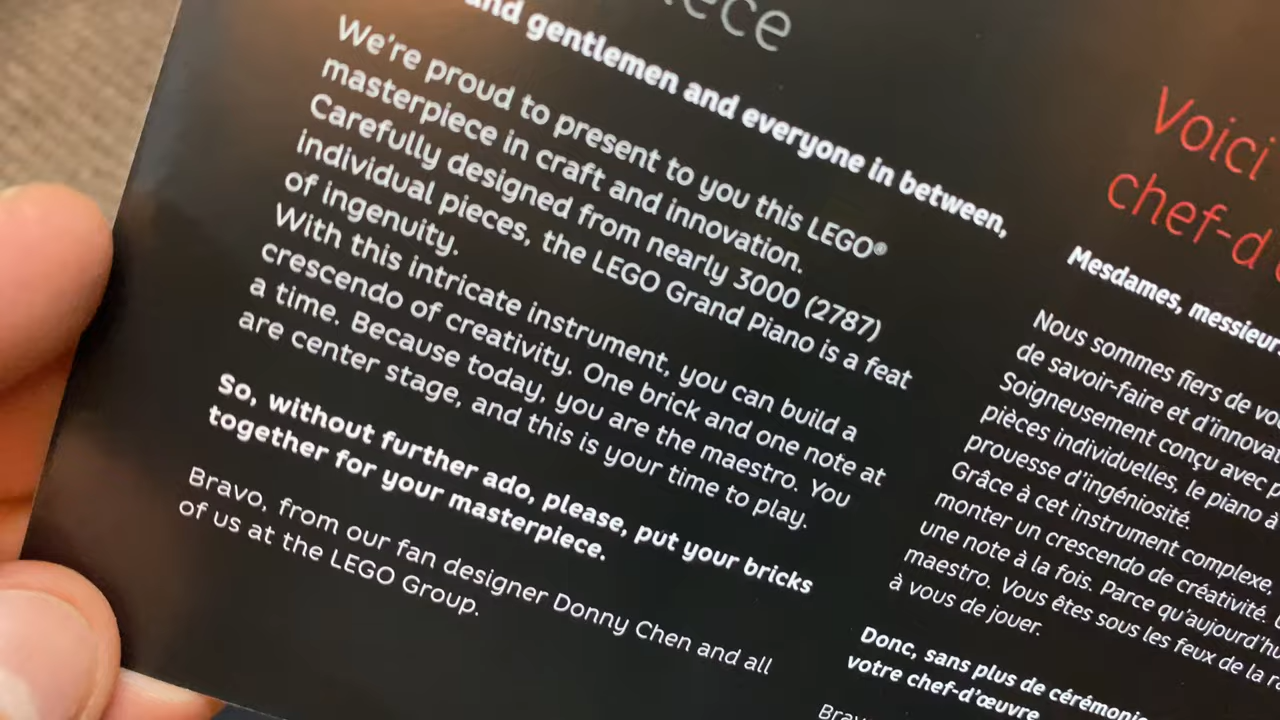 and gentlemen and everyone in between,
We're proud to present to you this LEGO®
masterpiece in craft and innovation.
Carefully designed from nearly 3000 (2787)
individual pieces, the LEGO Grand Piano is a feat
of ingenuity.
With this intricate instrument, you can build a
crescendo of creativity. One brick and one note at
a time. Because today, you are the maestro. You
are center stage, and this is your time to play.
So, without further ado, please, put your bricks
together for your masterpiece.
Bravo, from our fan designer Donny Chen and all
of us at the LEGO Group.
Voici
chef-d'
Mesdames, messieurs
Nous sommes fiers de
de savoir-faire et d'innovat
Soigneusement conçu avec
pièces individuelles, le piano à
prouesse d'ingéniosité.
Grâce à cet instrument complexe,
monter un crescendo de créativité.
une note à la fois. Parce qu'aujourd'hu
maestro. Vous êtes sous les feux de la
à vous de jouer.
Donc, sans plus de cérémonie
votre chef-d'œuvre